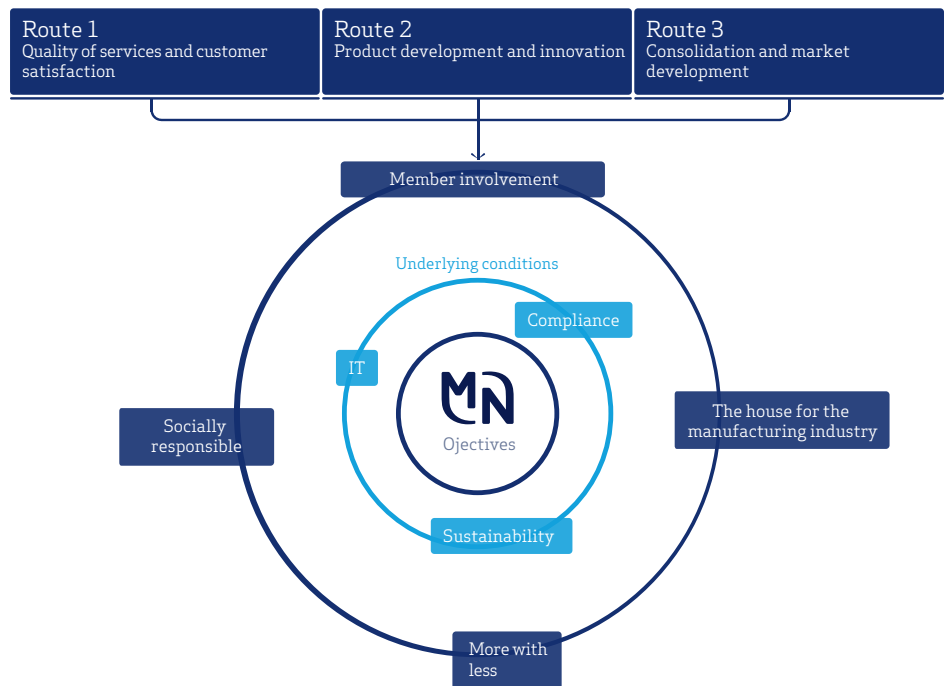 Route 1
Quality of services and customer
satisfaction
Route 2
Product development and innovation
Route 3
Consolidation and market
development
Member involvement
Underlying conditions
Compliance
IT
MN
Ojectives
Socially
responsible
The house for the
manufacturing industry
Sustainability
More with
less